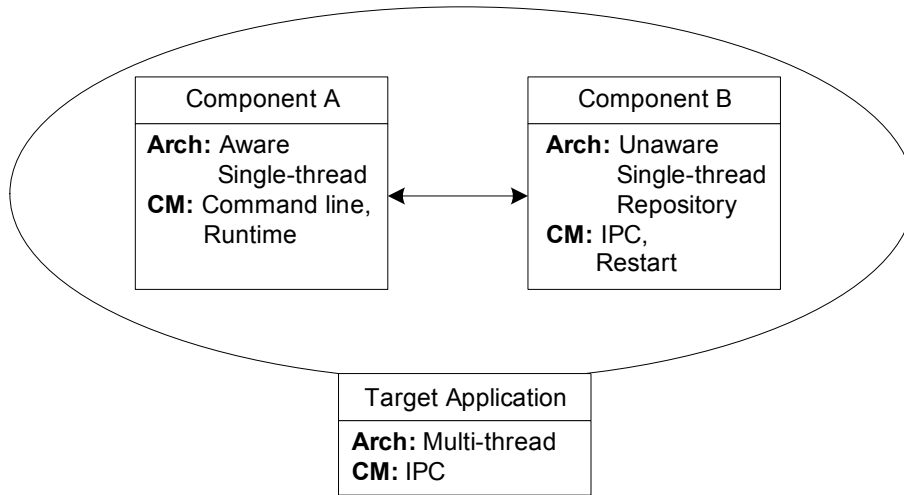 Component A
Arch: Aware
Single-thread
CM: Command line,
Runtime
Component B
Arch: Unaware
Single-thread
Repository
CM: IPC,
Restart
Target Application
Arch: Multi-thread
CM: IPC